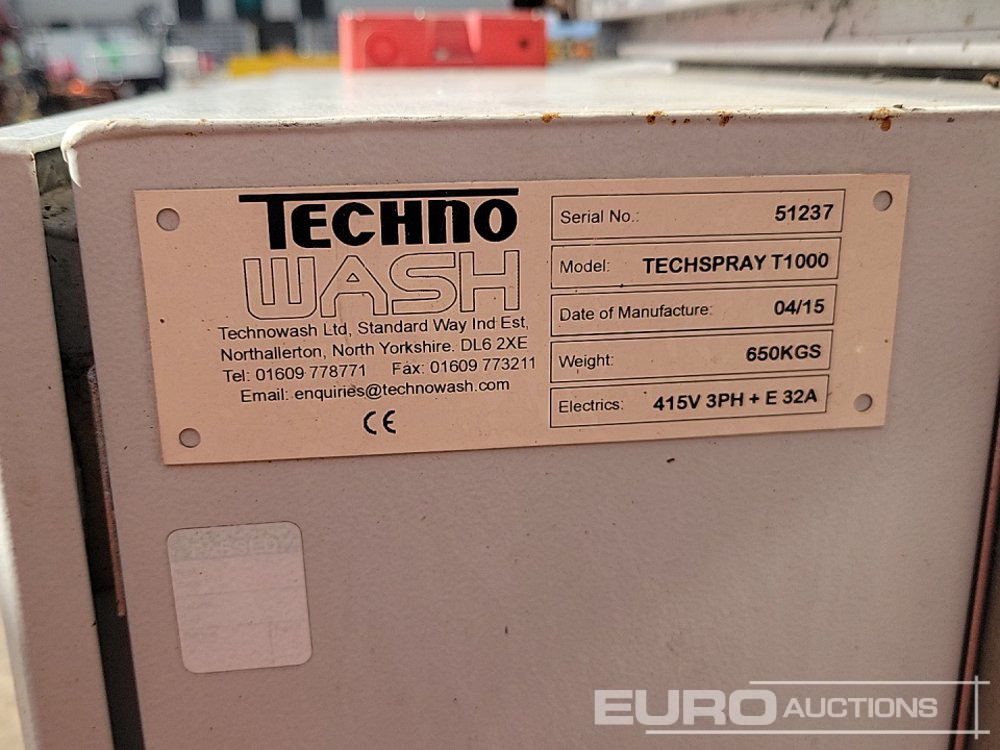 TECHNO
WASH
Technowash Ltd, Standard Way Ind Est,
Northallerton, North Yorkshire. DL6 2XE
Tel: 01609 778771 Fax: 01609 773211
Email: enquiries@technowash.com
CE
Serial No.: 51237
Model: TECHSPRAY T1000
Date of Manufacture: 04/15
Weight: 650KGS
Electrics: 415V 3PH + E 32A
PASSED
EURO AUCTIONS